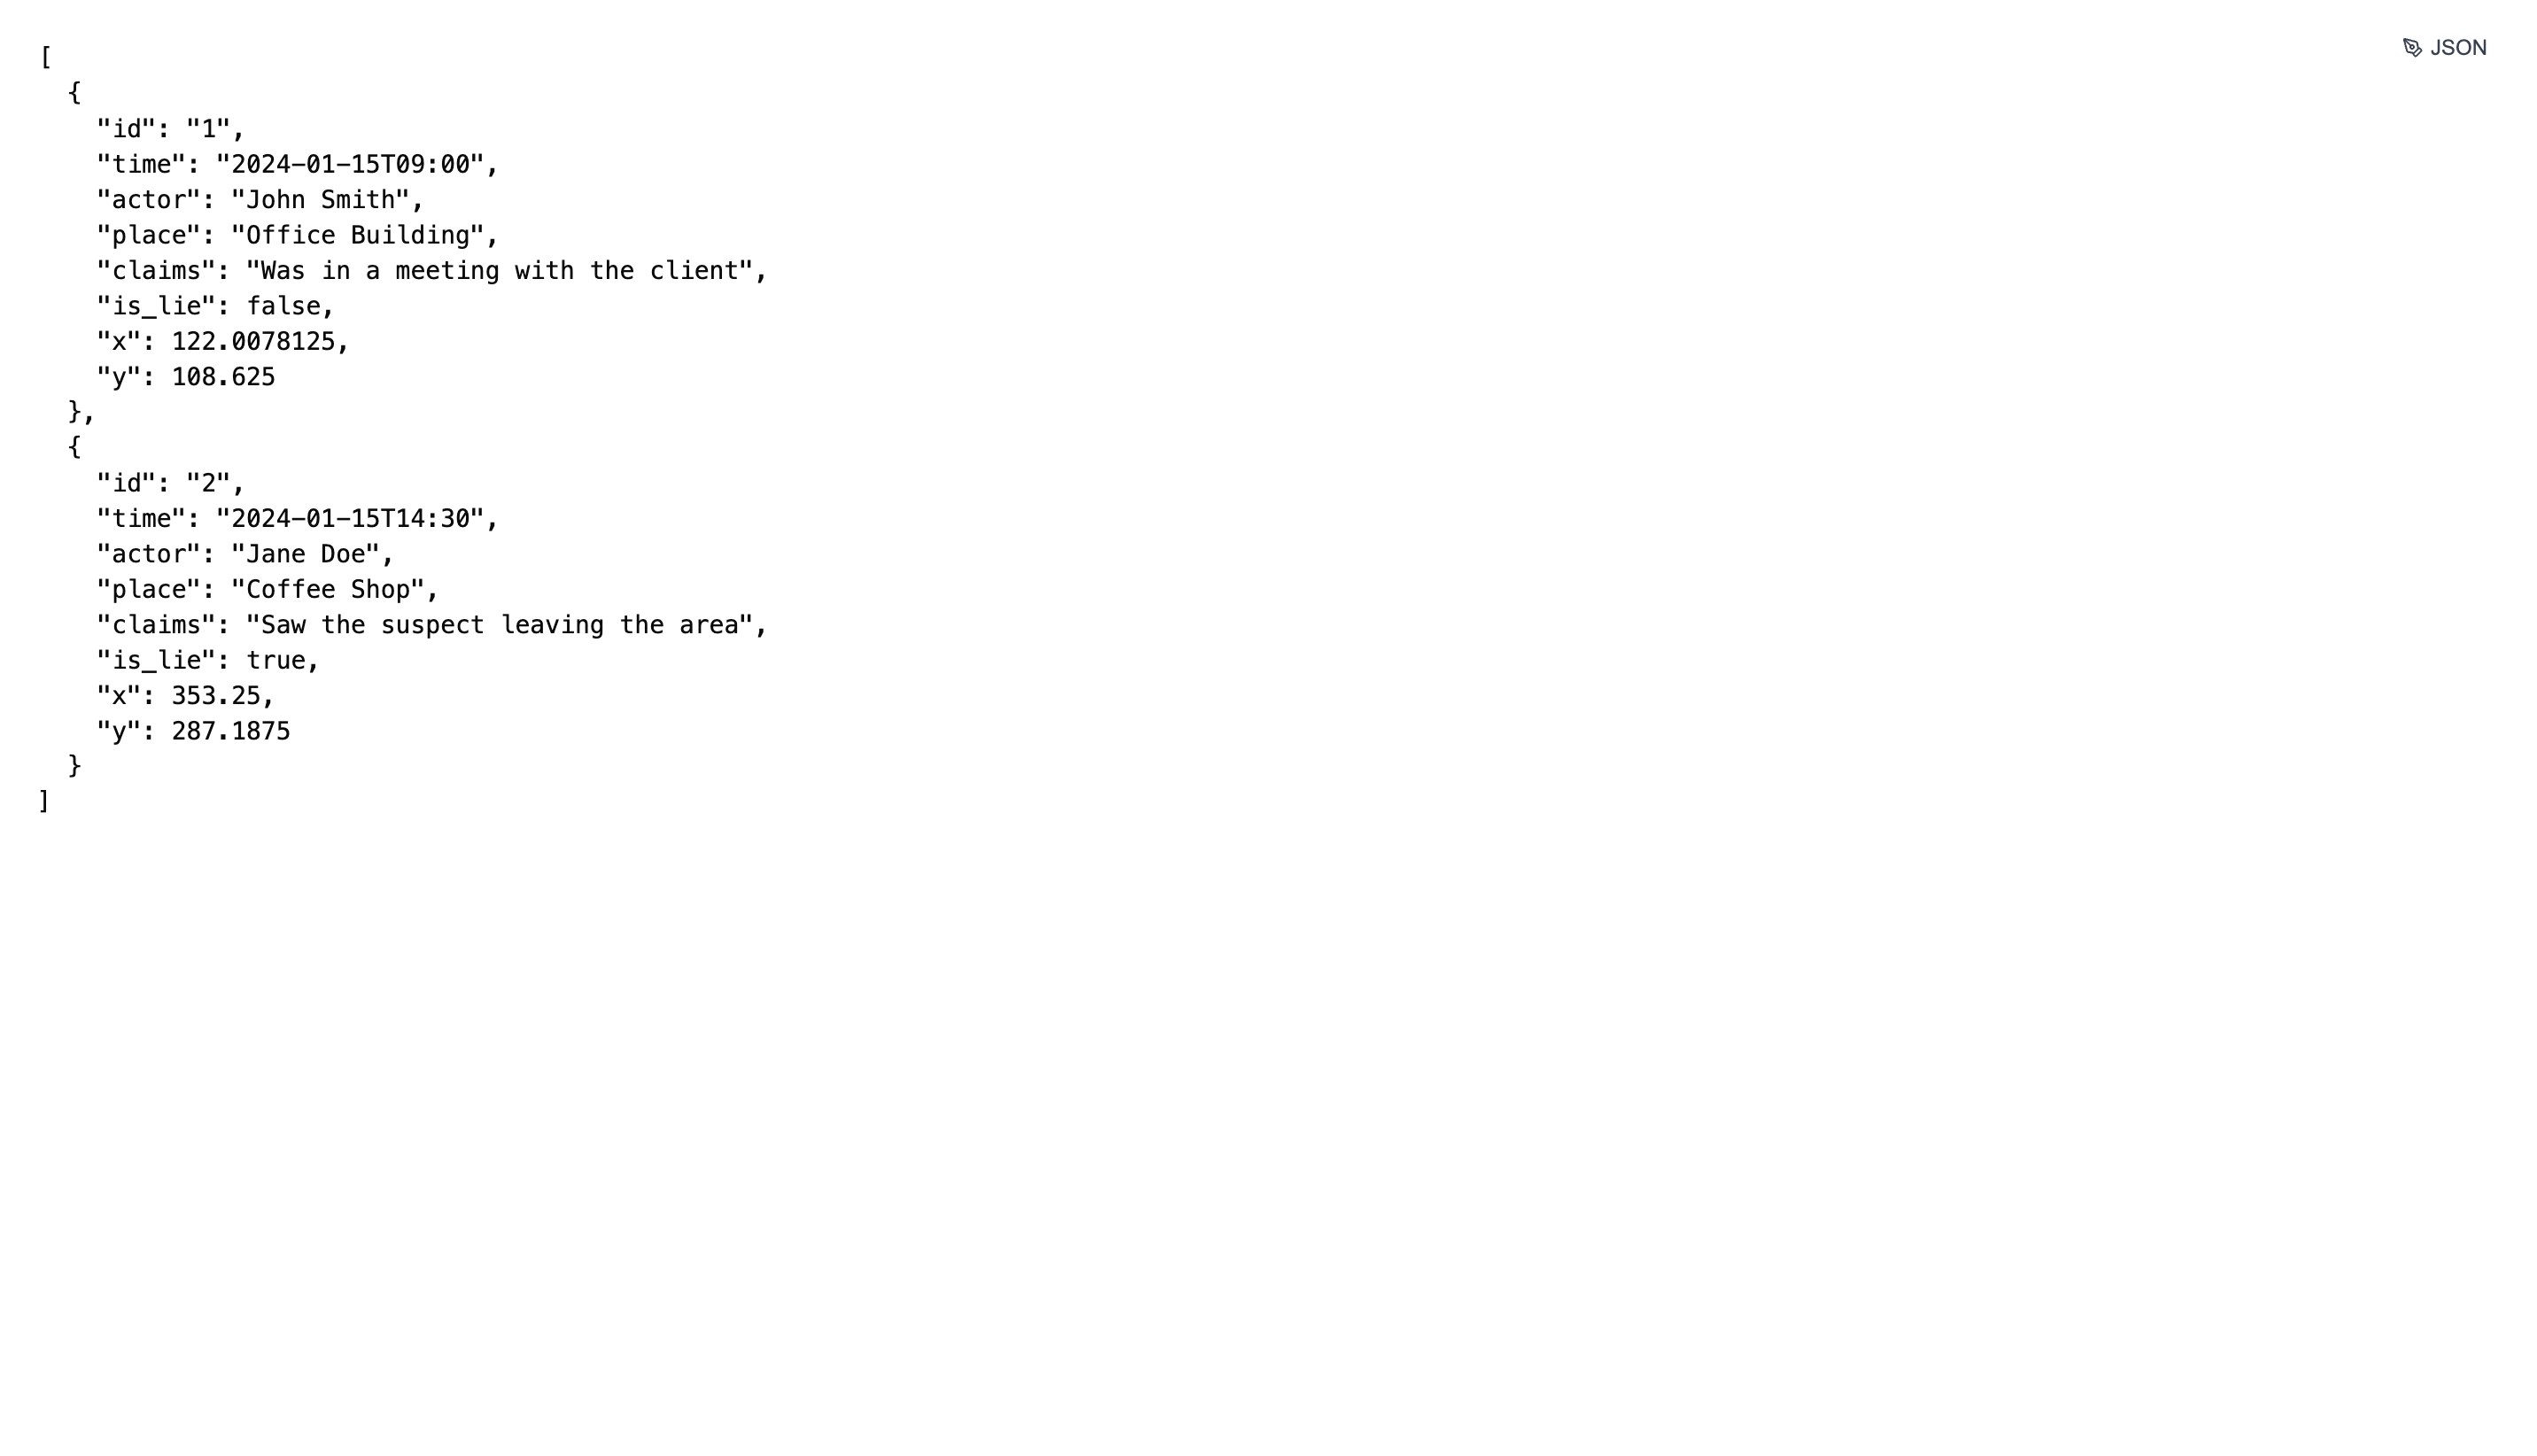 JSON
[
  {
    "id": "1",
    "time": "2024-01-15T09:00",
    "actor": "John Smith",
    "place": "Office Building",
    "claims": "Was in a meeting with the client",
    "is_lie": false,
    "x": 122.0078125,
    "y": 108.625
  },
  {
    "id": "2",
    "time": "2024-01-15T14:30",
    "actor": "Jane Doe",
    "place": "Coffee Shop",
    "claims": "Saw the suspect leaving the area",
    "is_lie": true,
    "x": 353.25,
    "y": 287.1875
  }
]